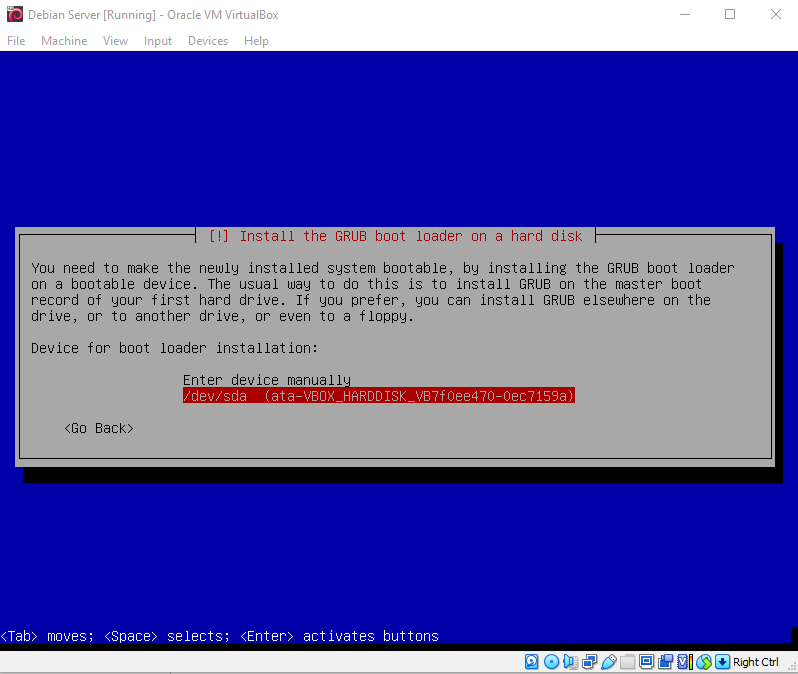 Debian Server [Running] - Oracle VM VirtualBox
File Machine View Input Devices Help
[!] Install the GRUB boot loader on a hard disk
You need to make the newly installed system bootable, by installing the GRUB boot loader
on a bootable device. The usual way to do this is to install GRUB on the master boot
record of your first hard drive. If you prefer, you can install GRUB elsewhere on the
drive, or to another drive, or even to a floppy.
Device for boot loader installation:
Enter device manually
/dev/sda (ata-VBOX_HARDDISK_VB7f0ee470-0ec7159a)
<Go Back>
<Tab> moves; <Space> selects; <Enter> activates buttons
Right Ctrl